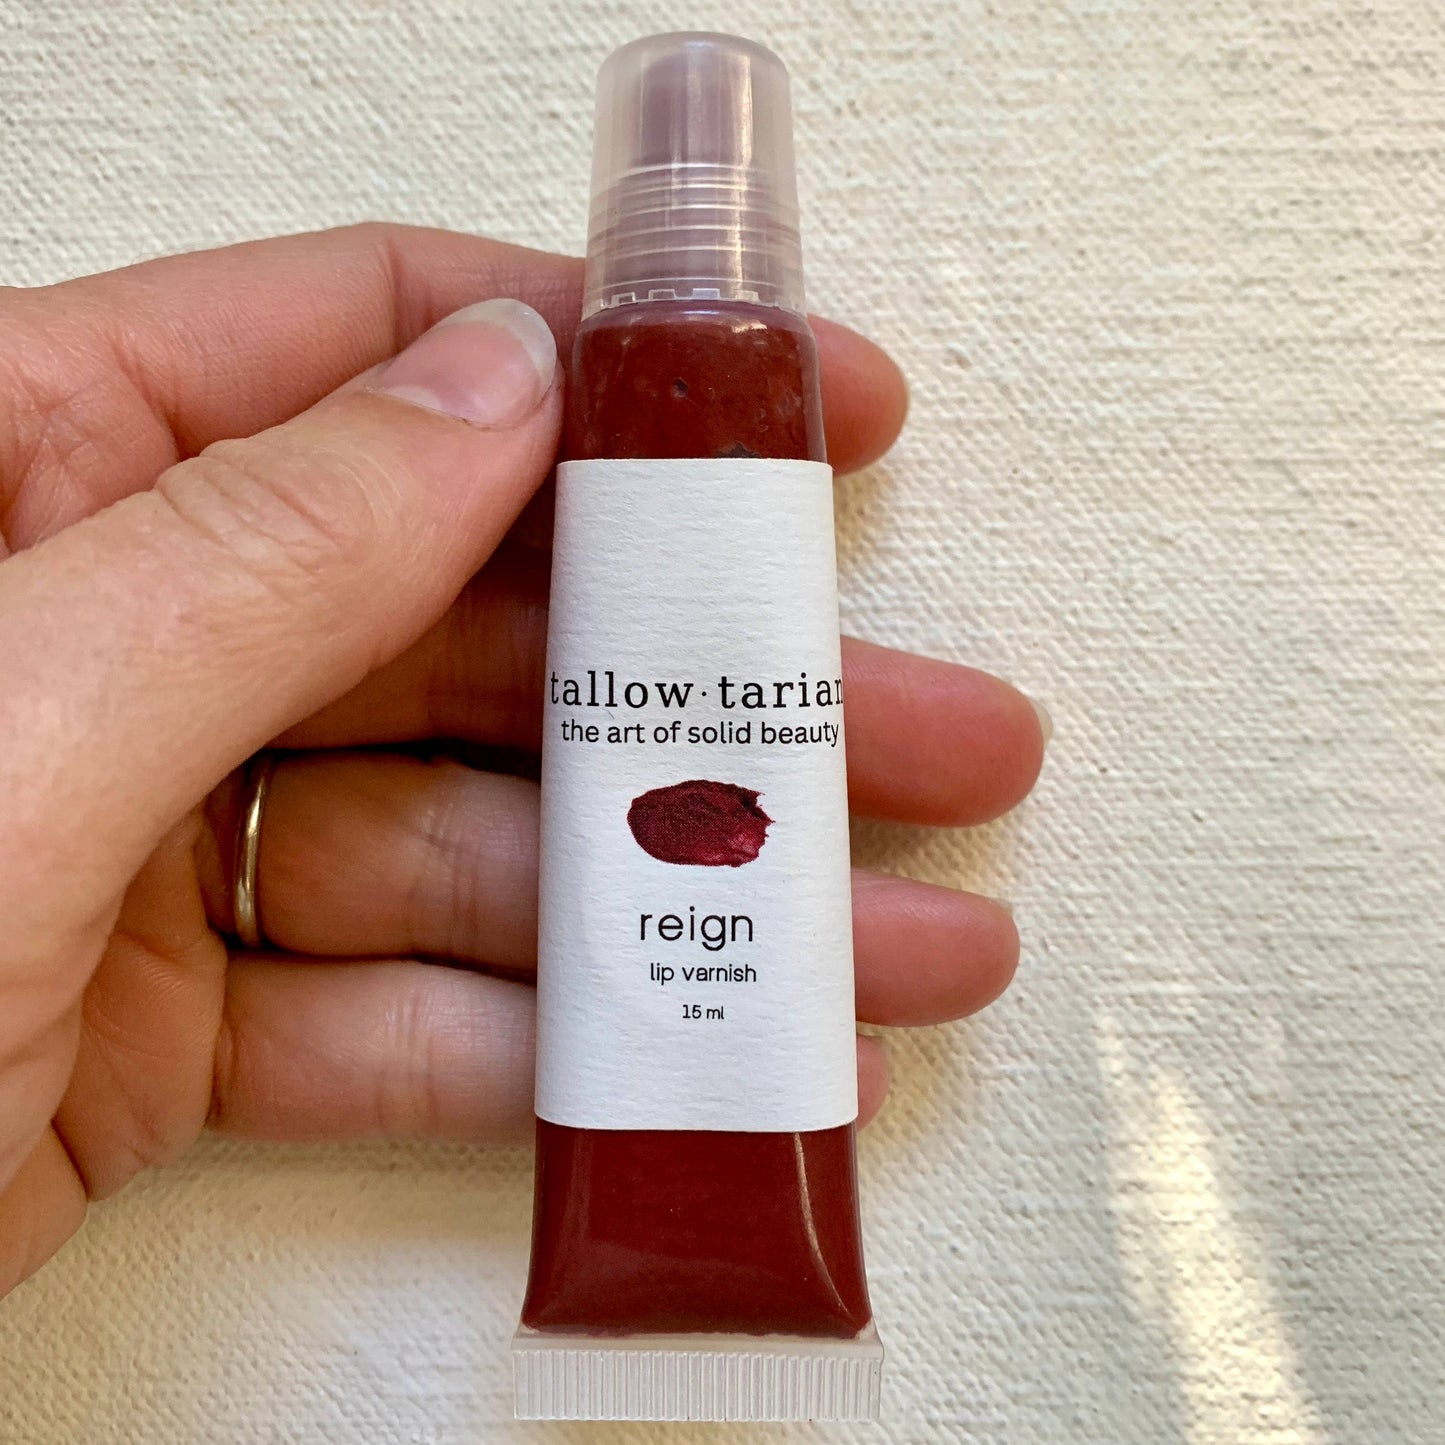 tallow·tarian
the art of solid beauty
reign
lip varnish
15 ml